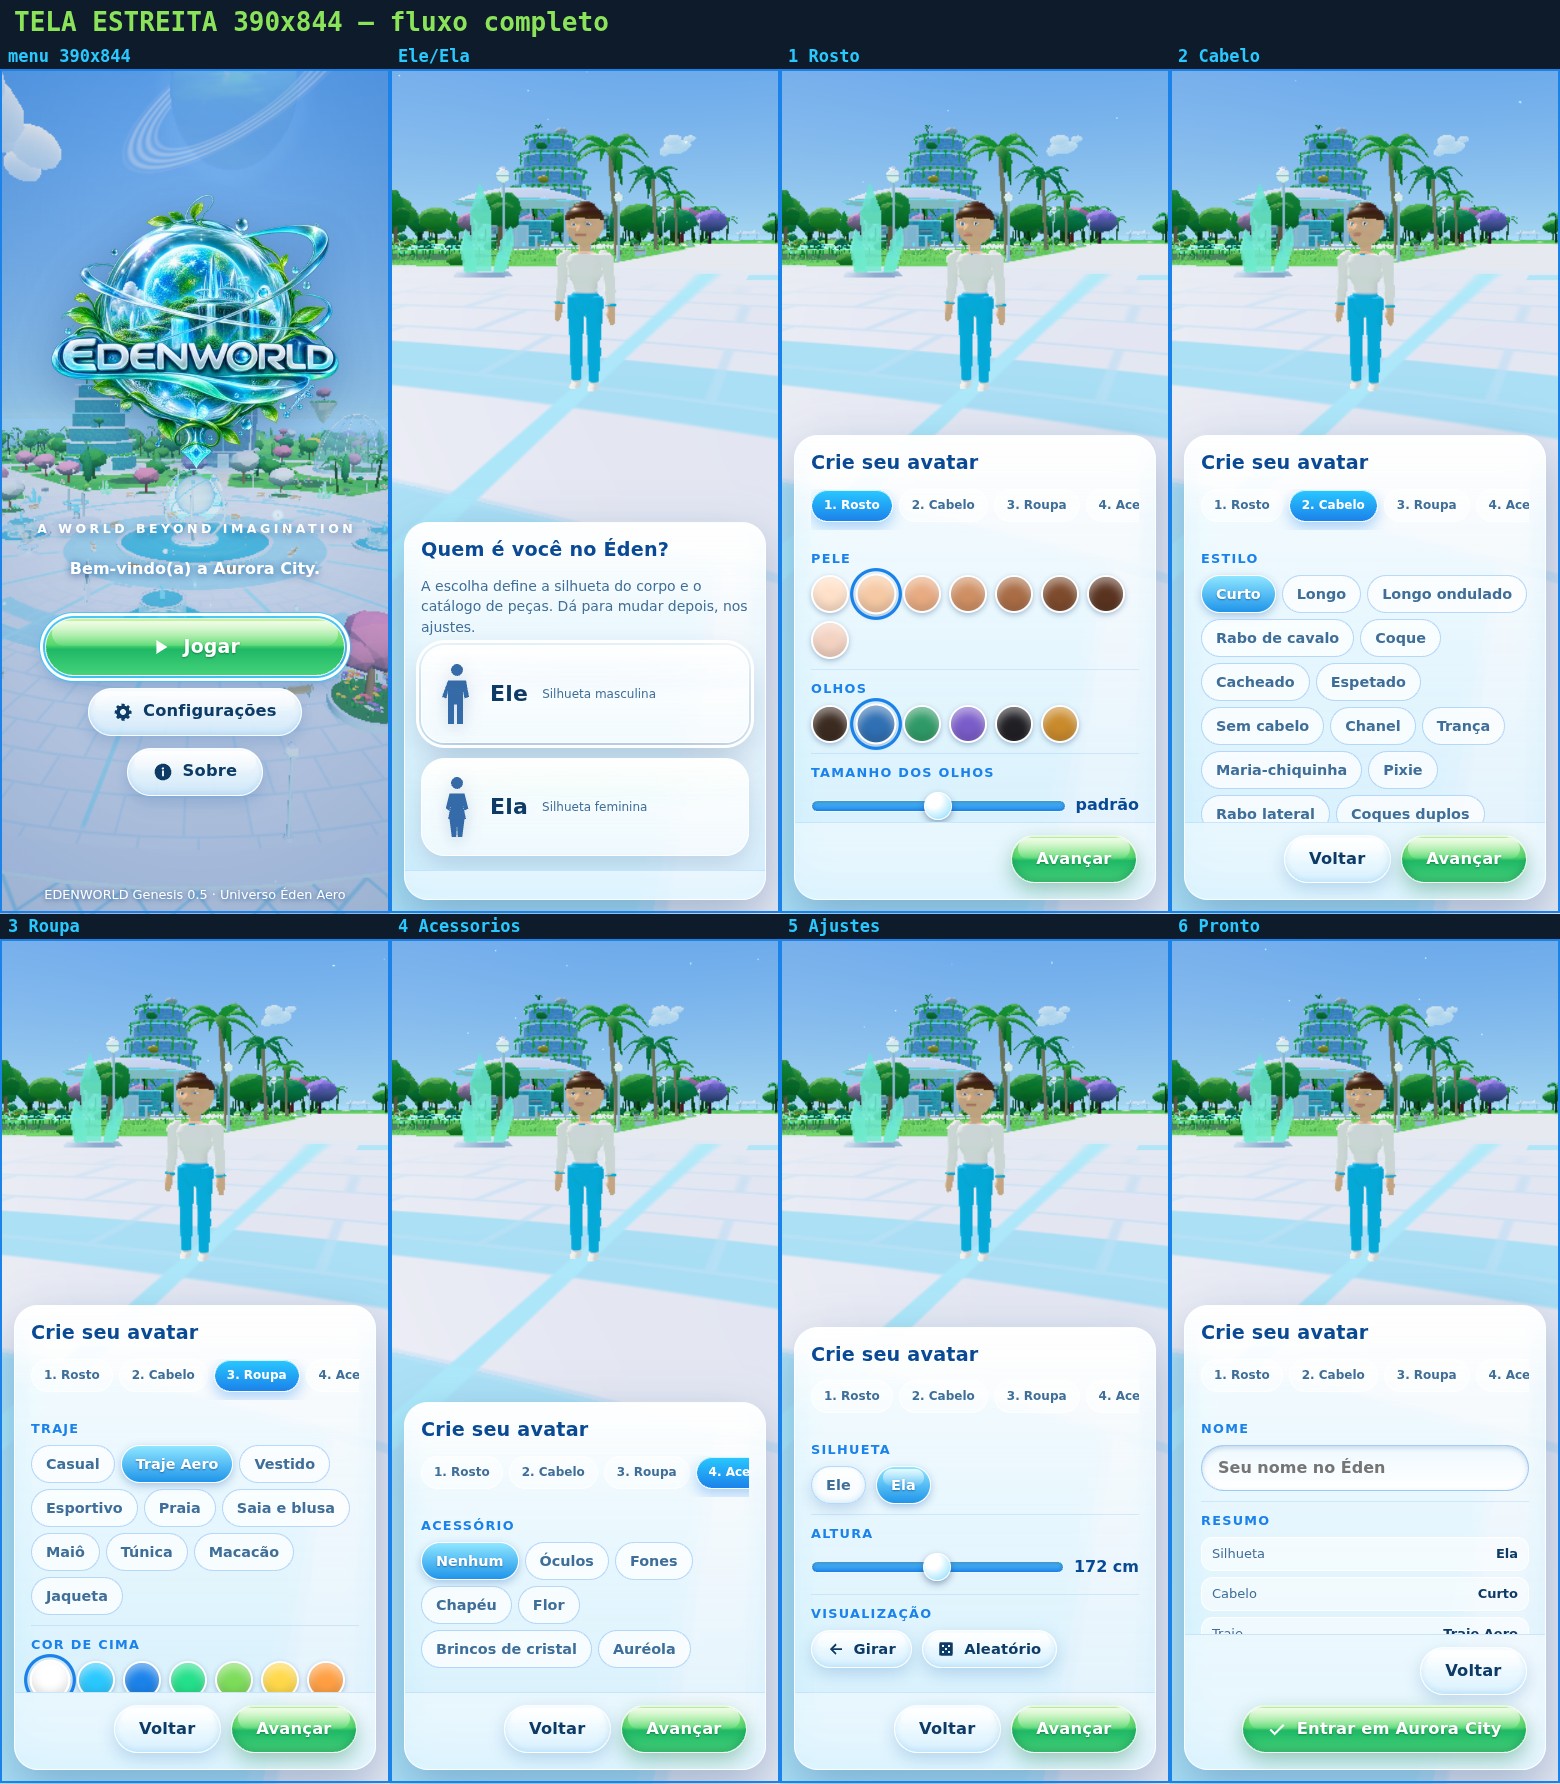 TELA ESTREITA 390x844 — fluxo completo
menu 390x844
EDENWORLD
A WORLD BEYOND IMAGINATION
Bem-vindo(a) a Aurora City.
Jogar
Configurações
Sobre
EDENWORLD Genesis 0.5 · Universo Éden Aero
Ele/Ela
Quem é você no Éden?
A escolha define a silhueta do corpo e o
catálogo de peças. Dá para mudar depois, nos
ajustes.
Ele Silhueta masculina
Ela Silhueta feminina
1 Rosto
Crie seu avatar
1. Rosto 2. Cabelo 3. Roupa 4. Ace
PELE
OLHOS
TAMANHO DOS OLHOS
padrão
Avançar
2 Cabelo
Crie seu avatar
1. Rosto 2. Cabelo 3. Roupa 4. Ace
ESTILO
Curto Longo Longo ondulado
Rabo de cavalo Coque
Cacheado Espetado
Sem cabelo Chanel Trança
Maria-chiquinha Pixie
Rabo lateral Coques duplos
Voltar Avançar
3 Roupa
Crie seu avatar
1. Rosto 2. Cabelo 3. Roupa 4. Ace
TRAJE
Casual Traje Aero Vestido
Esportivo Praia Saia e blusa
Maiô Túnica Macacão
Jaqueta
COR DE CIMA
Voltar Avançar
4 Acessorios
Crie seu avatar
1. Rosto 2. Cabelo 3. Roupa 4. Ace
ACESSÓRIO
Nenhum Óculos Fones
Chapéu Flor
Brincos de cristal Auréola
Voltar Avançar
5 Ajustes
Crie seu avatar
1. Rosto 2. Cabelo 3. Roupa 4. Ace
SILHUETA
Ele Ela
ALTURA
172 cm
VISUALIZAÇÃO
Girar Aleatório
Voltar Avançar
6 Pronto
Crie seu avatar
1. Rosto 2. Cabelo 3. Roupa 4. Ace
NOME
Seu nome no Éden
RESUMO
Silhueta Ela
Cabelo Curto
Traje Traje Aero
Voltar
Entrar em Aurora City